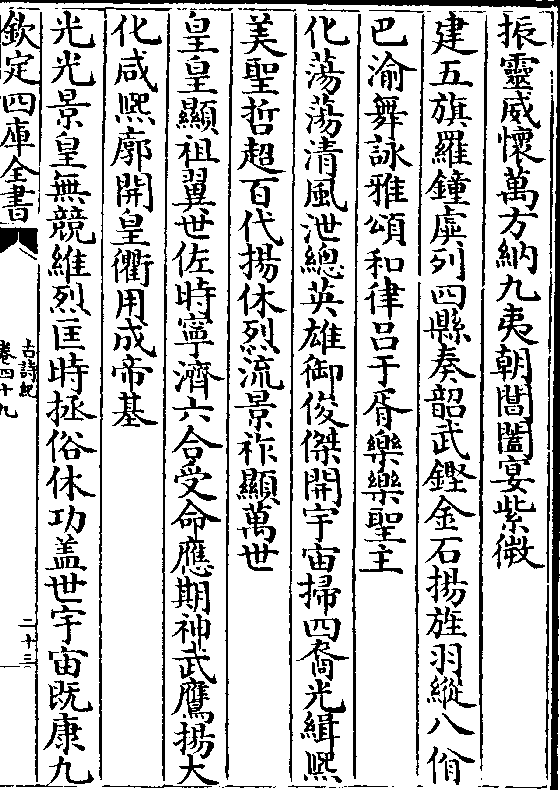 振靈威懷萬方納九夷朝閶闔宴紫微
建五旗羅鐘虡列四縣奏韶武鏗金石揚旌羽縱八佾
巴渝舞詠雅頌和律吕于胥樂樂聖主
化蕩蕩清風泄總英雄御俊傑開宇宙掃四裔光緝熙
美聖哲超百代揚休烈流景祚顯萬世
皇皇顯祖翼世佐時寧濟六合受命應期神武鷹揚大
化咸熙廓開皇衢用成帝基
光光景皇無競維烈匡時拯俗休功盖世宇宙既康九
欽定四庫全書
古詩紀
卷四十九
二十三